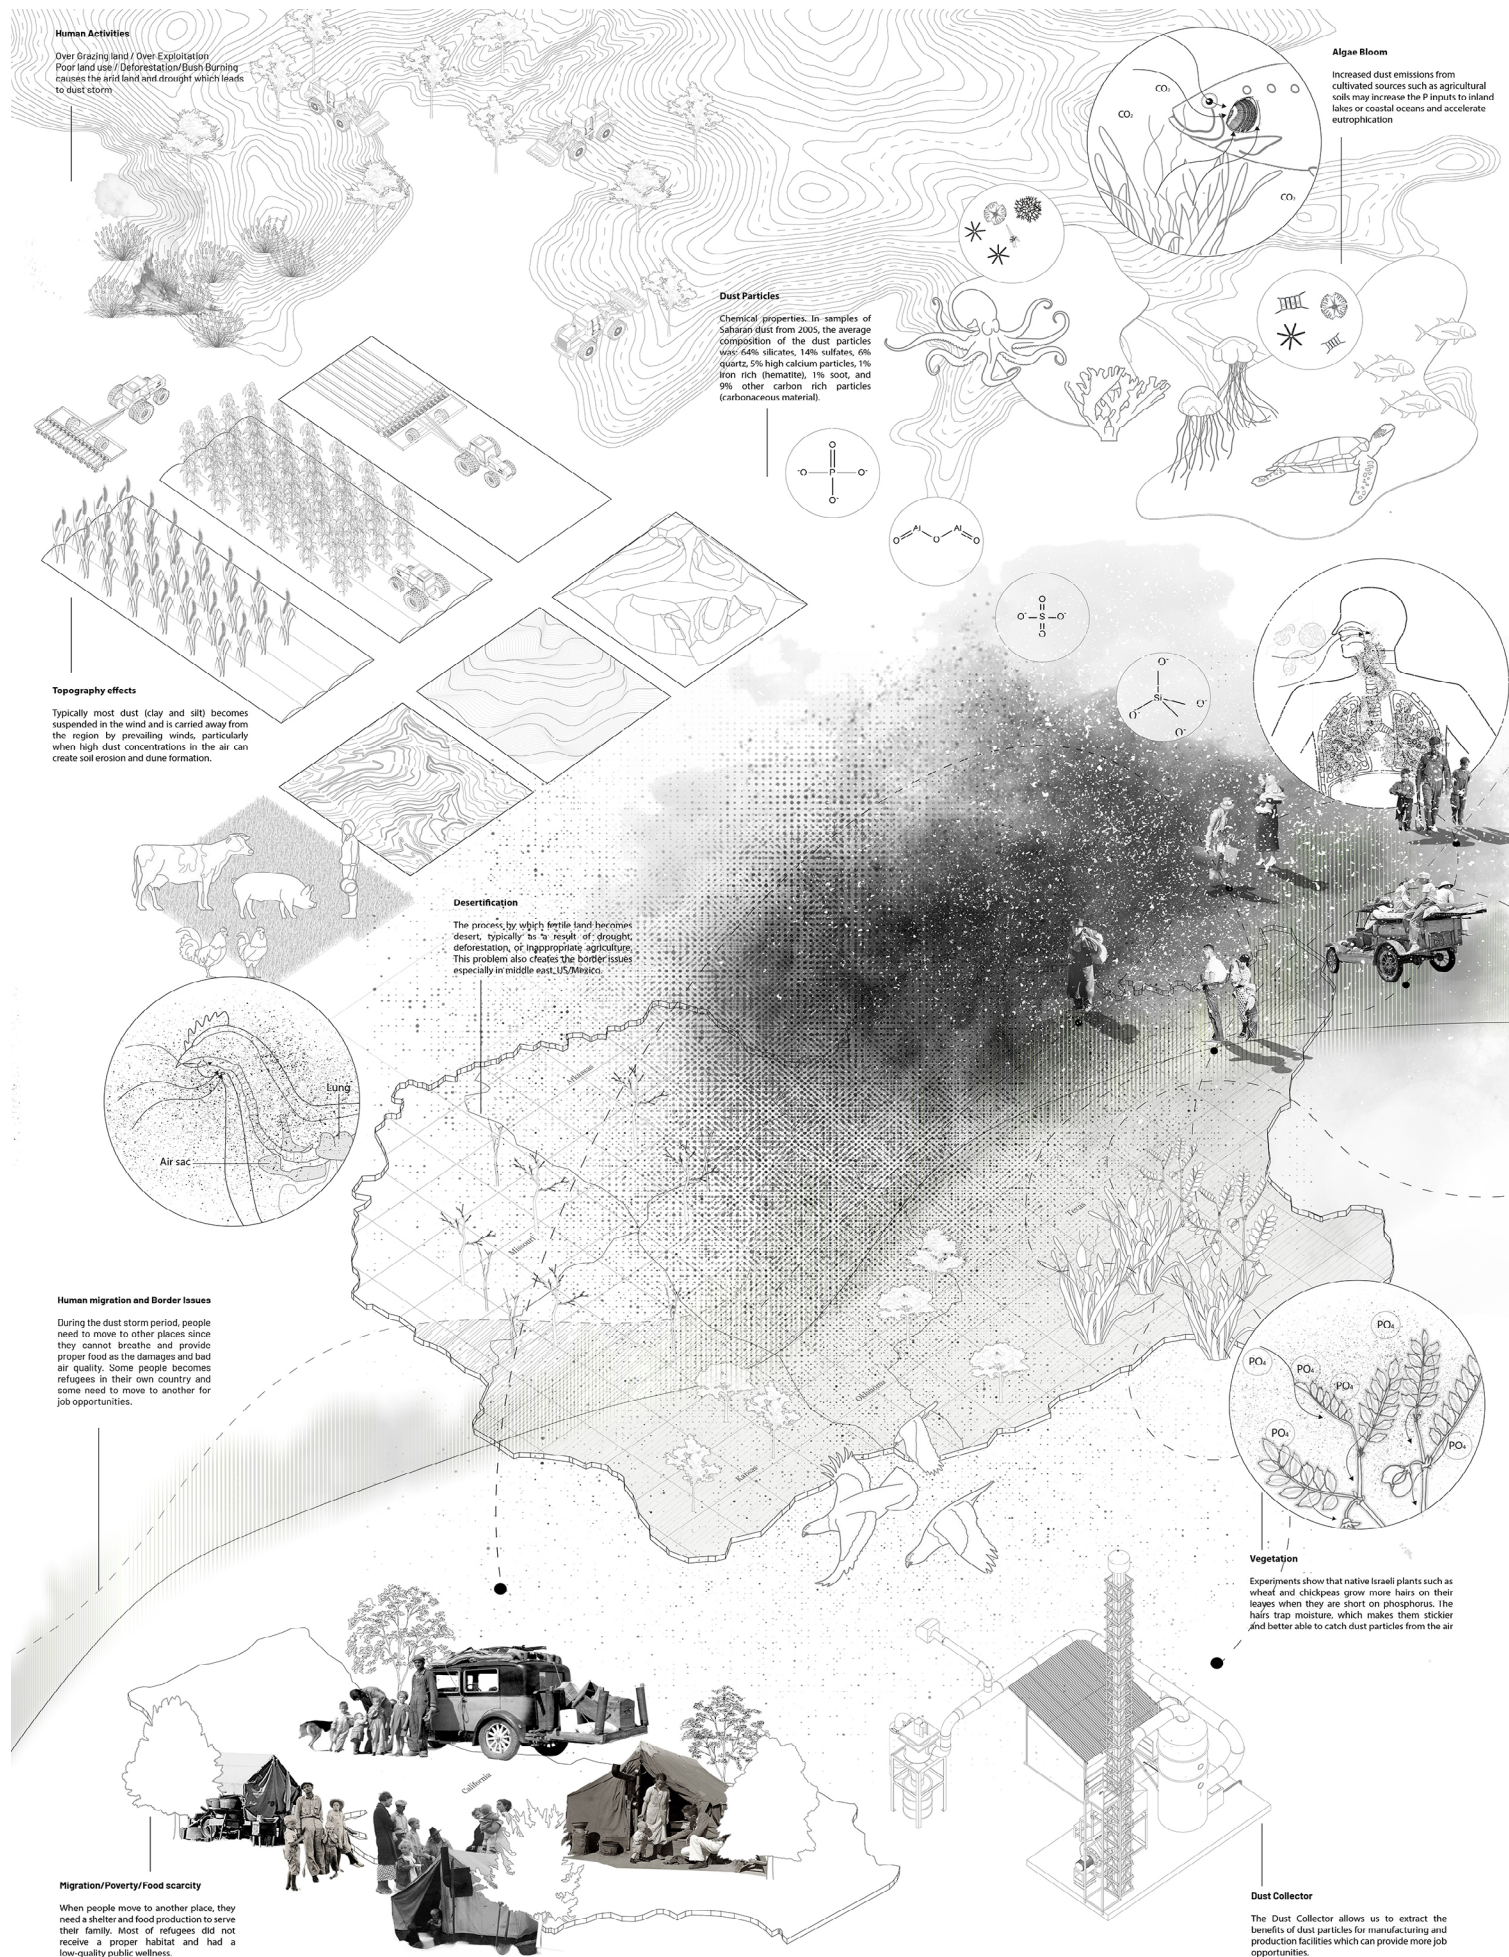 Human Activities
Over Grazing land / Over Exploitation
Poor land use / Deforestation/Bush Burning
causes the arid land and drought which leads
to dust storm
Algae Bloom
Increased dust emissions from
cultivated sources such as agricultural
soils may increase the P inputs to inland
lakes or coastal oceans and accelerate
eutrophication
CO₂
CO₂
CO₂
Dust Particles
Chemical properties. In samples of
Saharan dust from 2005, the average
composition of the dust particles
was: 64% silicates, 14% sulfates, 6%
quartz, 5% high calcium particles, 1%
iron rich (hematite), 1% soot, and
9% other carbon rich particles
(carbonaceous material).
O
⁻O P O⁻
O⁻
Al Al
O O O
O
O⁻ S O⁻
O
O⁻
Si
O⁻ O⁻
O⁻
Topography effects
Typically most dust (clay and silt) becomes
suspended in the wind and is carried away from
the region by prevailing winds, particularly
when high dust concentrations in the air can
create soil erosion and dune formation.
Desertification
The process by which fertile land becomes
desert, typically as a result of drought,
deforestation, or inappropriate agriculture.
This problem also creates the border issues
especially in middle east, US/Mexico.
Lung
Air sac
Arkansas
Missouri
Texas
Oklahoma
Kansas
Human migration and Border Issues
During the dust storm period, people
need to move to other places since
they cannot breathe and provide
proper food as the damages and bad
air quality. Some people becomes
refugees in their own country and
some need to move to another for
job opportunities.
PO₄
PO₄
PO₄
PO₄
PO₄
PO₄
Vegetation
Experiments show that native Israeli plants such as
wheat and chickpeas grow more hairs on their
leaves when they are short on phosphorus. The
hairs trap moisture, which makes them stickier
and better able to catch dust particles from the air
California
Migration/Poverty/Food scarcity
When people move to another place, they
need a shelter and food production to serve
their family. Most of refugees did not
receive a proper habitat and had a
low-quality public wellness.
Dust Collector
The Dust Collector allows us to extract the
benefits of dust particles for manufacturing and
production facilities which can provide more job
opportunities.